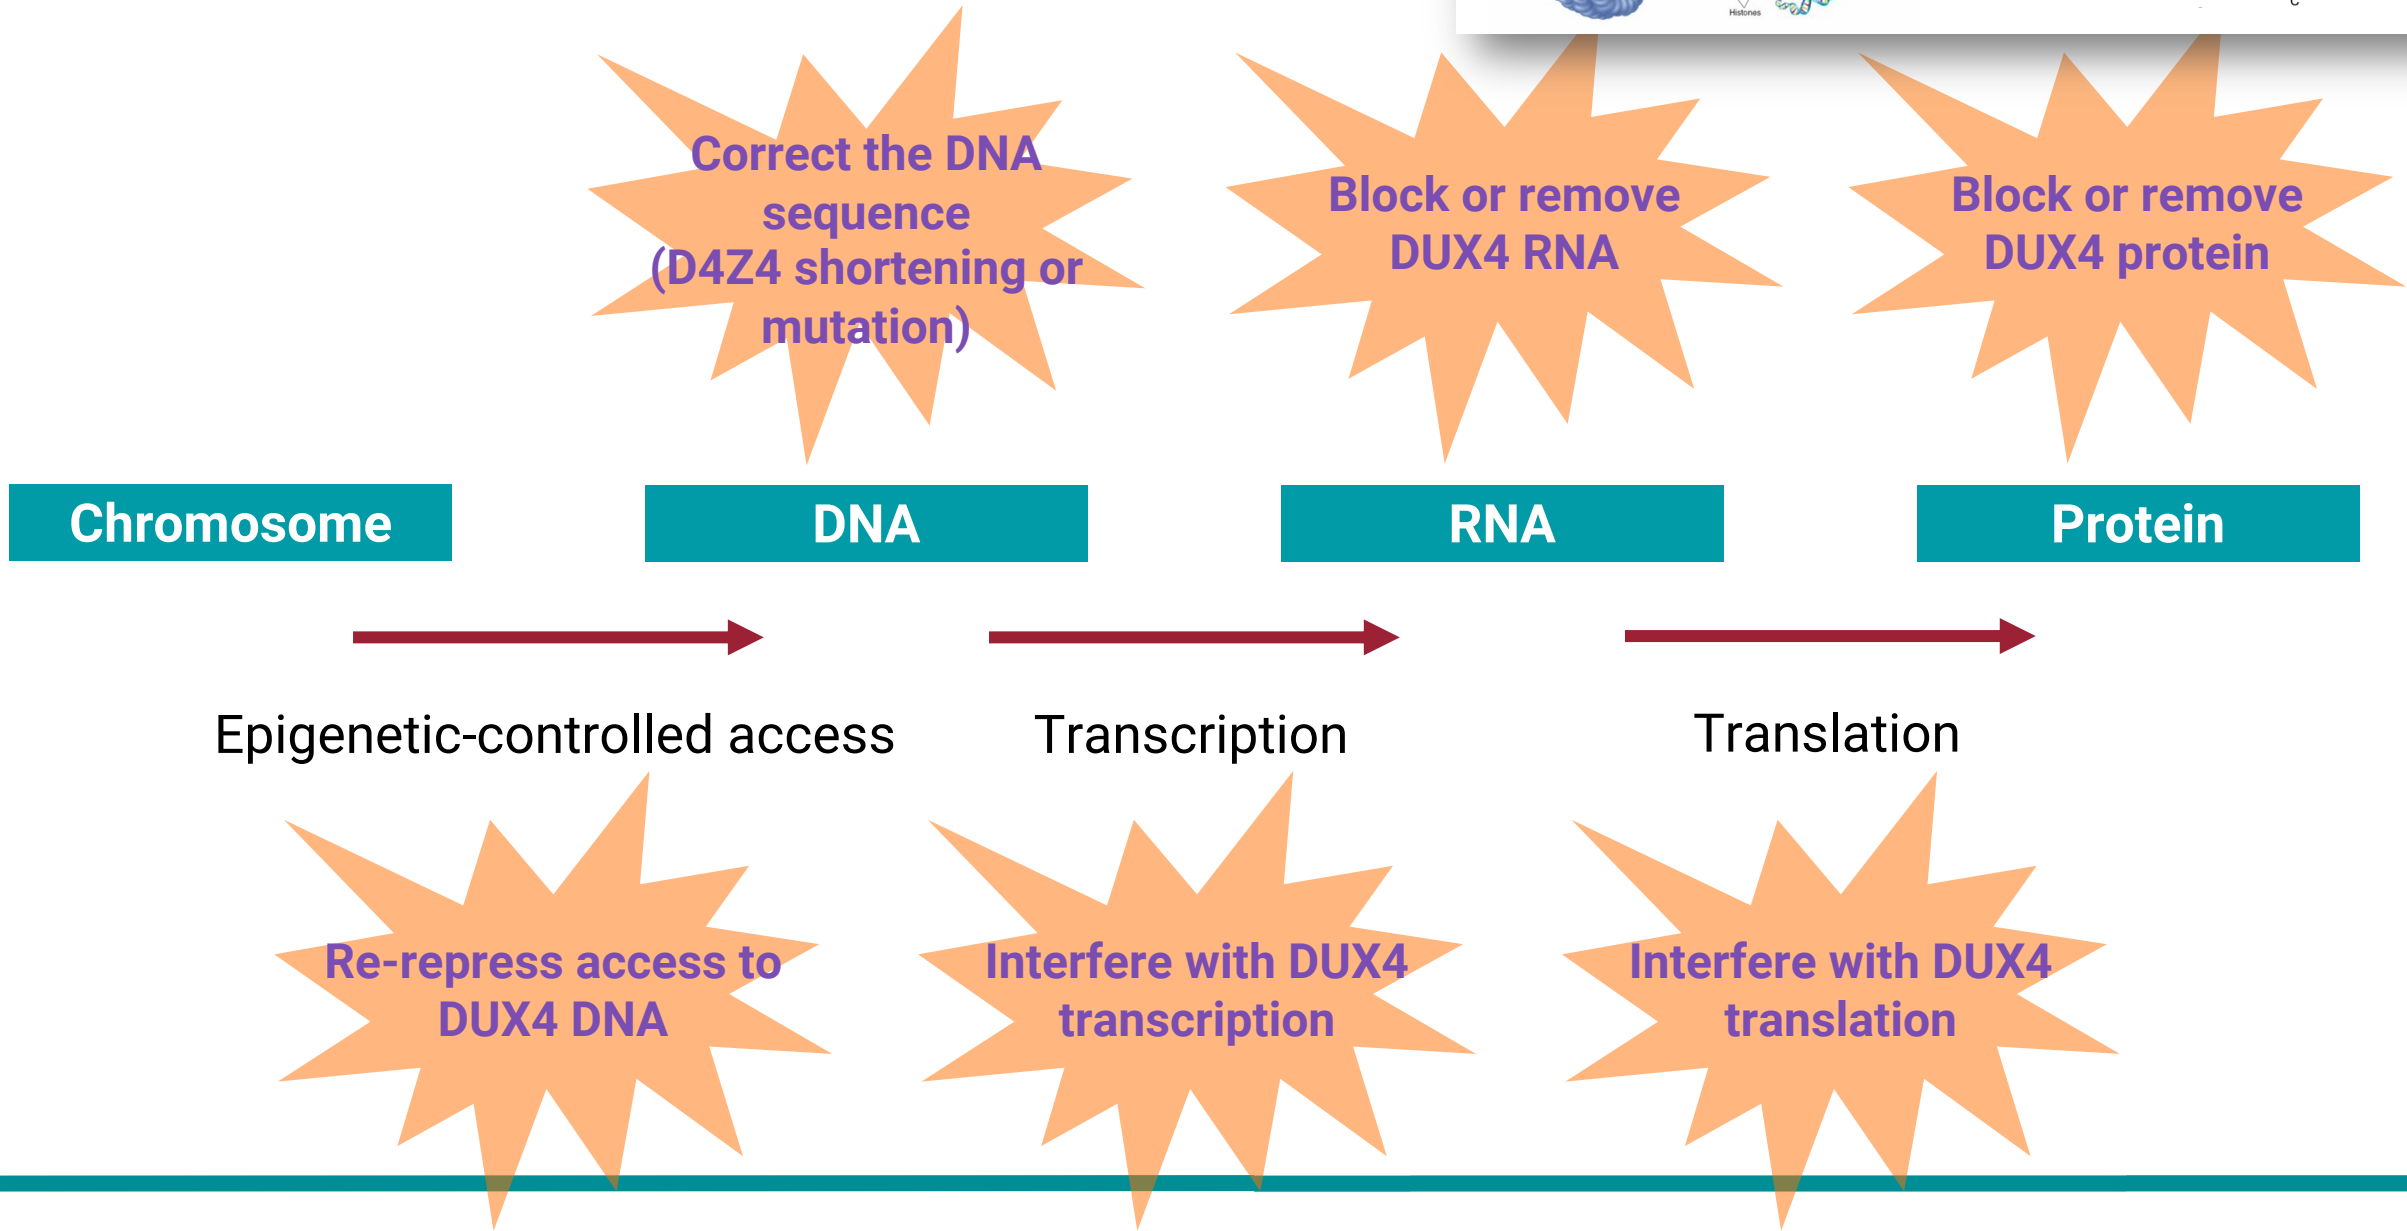 Histones
Correct the DNA
sequence
(D4Z4 shortening or
mutation)
Block or remove
DUX4 RNA
Block or remove
DUX4 protein
Chromosome
DNA
RNA
Protein
Epigenetic-controlled access
Transcription
Translation
Re-repress access to
DUX4 DNA
Interfere with DUX4
transcription
Interfere with DUX4
translation